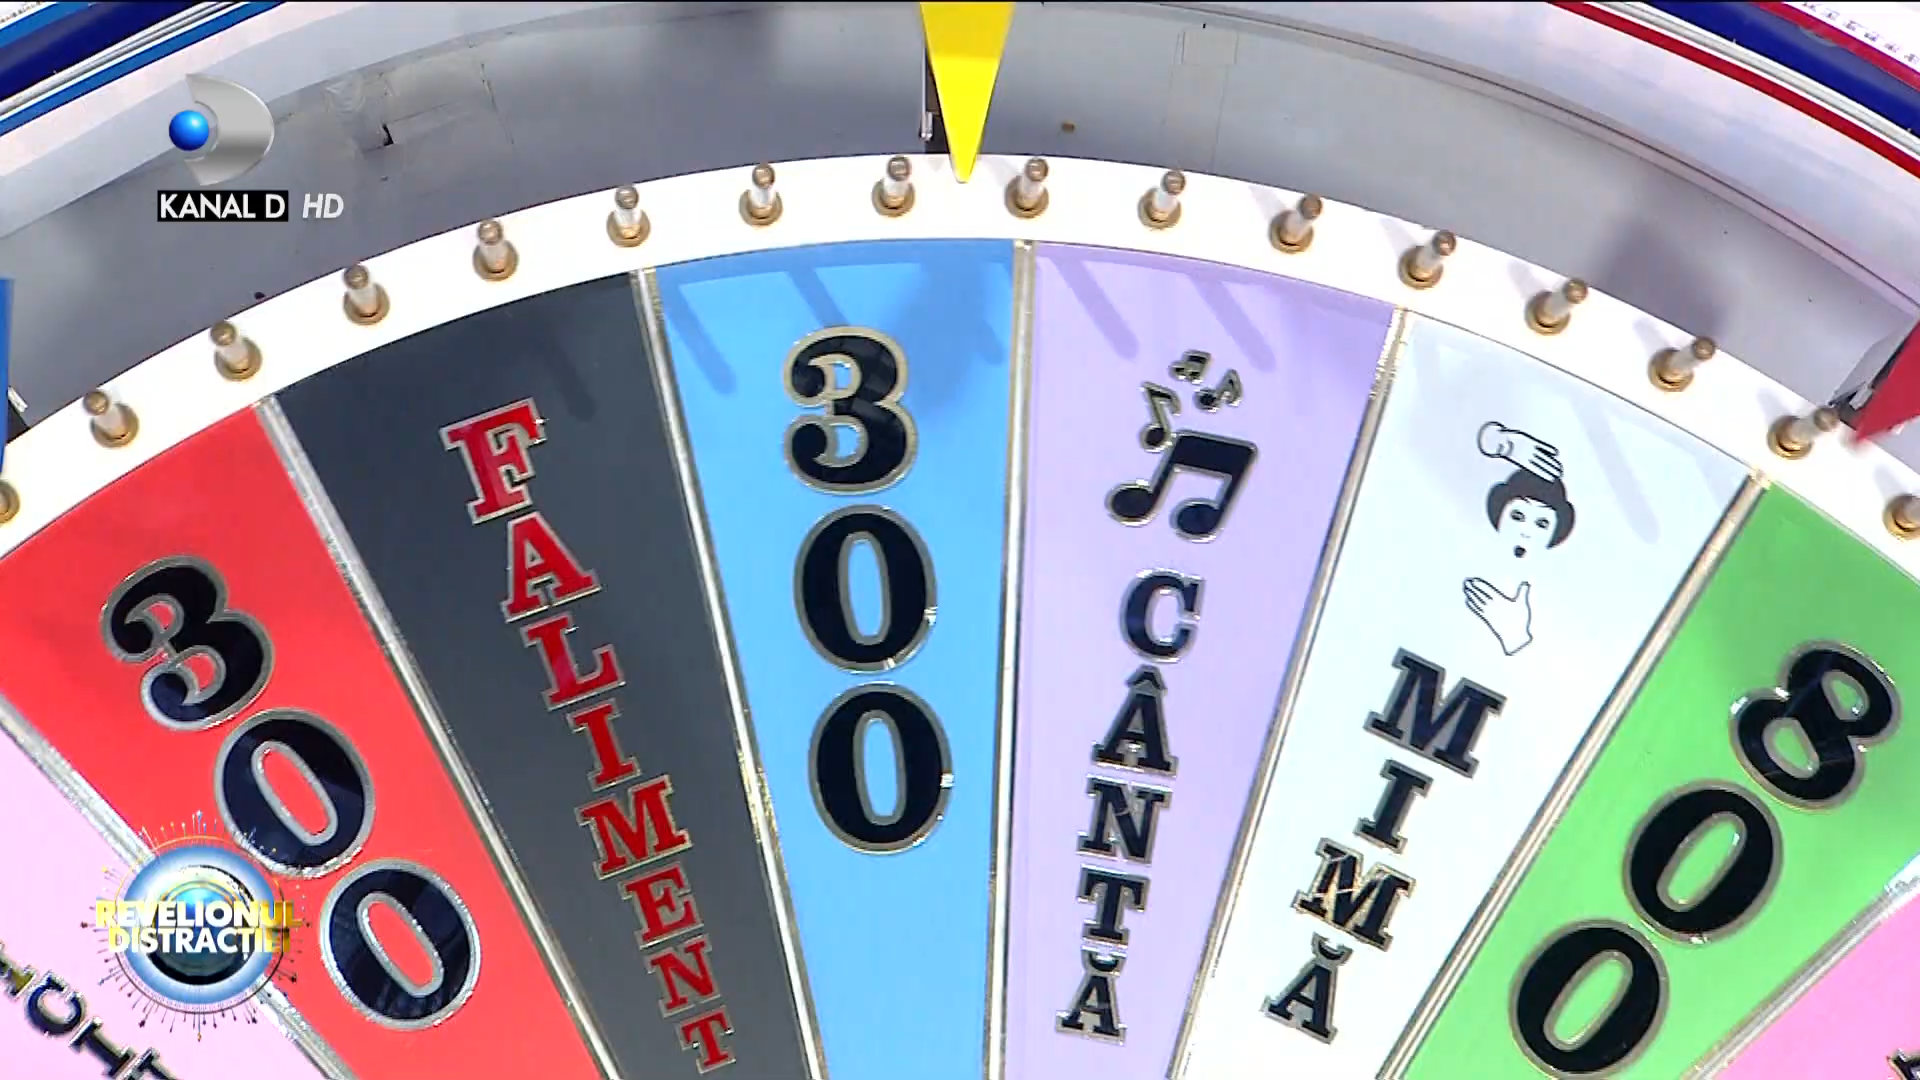 KANAL D HD
300
FALIMENT
300
CÂNTĂ
MIMĂ
800
REVELIONUL
DISTRACȚIEI